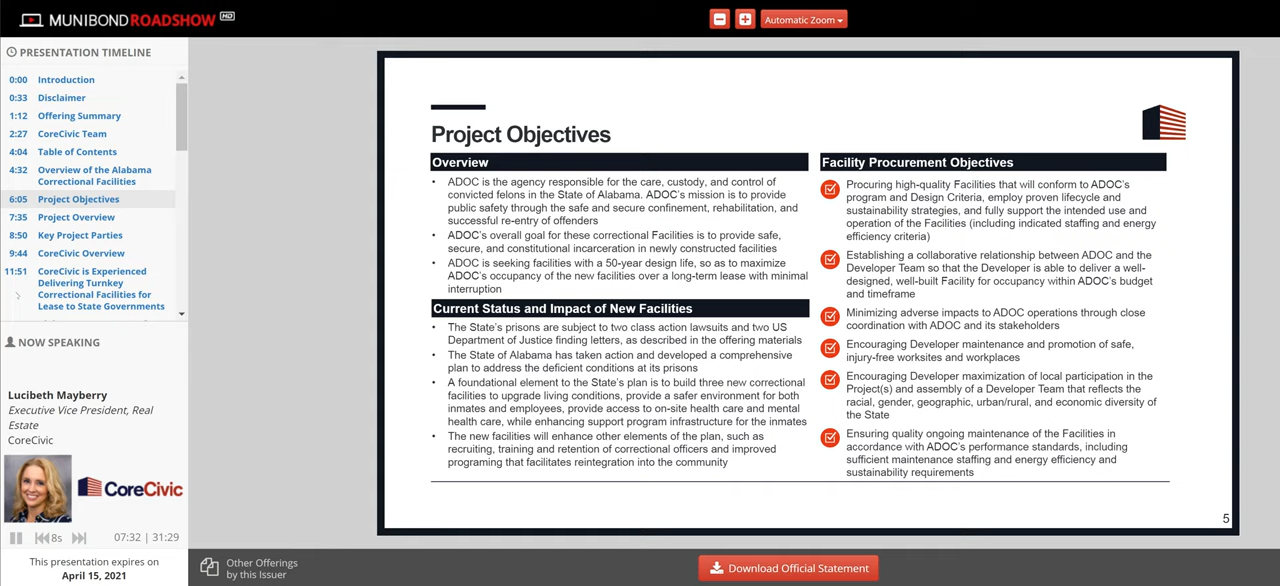 MUNIBONDROADSHOW HD
Automatic Zoom
PRESENTATION TIMELINE
0:00 Introduction
0:33 Disclaimer
1:12 Offering Summary
2:27 CoreCivic Team
4:04 Table of Contents
4:32 Overview of the Alabama
Correctional Facilities
6:05 Project Objectives
7:35 Project Overview
8:50 Key Project Parties
9:44 CoreCivic Overview
11:51 CoreCivic is Experienced
Delivering Turnkey
Correctional Facilities for
Lease to State Governments
NOW SPEAKING
Lucibeth Mayberry
Executive Vice President, Real
Estate
CoreCivic
CoreCivic
8s 07:32 | 31:29
This presentation expires on
April 15, 2021
Project Objectives
Overview
• ADOC is the agency responsible for the care, custody, and control of
convicted felons in the State of Alabama. ADOC's mission is to provide
public safety through the safe and secure confinement, rehabilitation, and
successful re-entry of offenders
• ADOC's overall goal for these correctional Facilities is to provide safe,
secure, and constitutional incarceration in newly constructed facilities
• ADOC is seeking facilities with a 50-year design life, so as to maximize
ADOC's occupancy of the new facilities over a long-term lease with minimal
interruption
Current Status and Impact of New Facilities
• The State's prisons are subject to two class action lawsuits and two US
Department of Justice finding letters, as described in the offering materials
• The State of Alabama has taken action and developed a comprehensive
plan to address the deficient conditions at its prisons
• A foundational element to the State's plan is to build three new correctional
facilities to upgrade living conditions, provide a safer environment for both
inmates and employees, provide access to on-site health care and mental
health care, while enhancing support program infrastructure for the inmates
• The new facilities will enhance other elements of the plan, such as
recruiting, training and retention of correctional officers and improved
programing that facilitates reintegration into the community
Facility Procurement Objectives
Procuring high-quality Facilities that will conform to ADOC's
program and Design Criteria, employ proven lifecycle and
sustainability strategies, and fully support the intended use and
operation of the Facilities (including indicated staffing and energy
efficiency criteria)
Establishing a collaborative relationship between ADOC and the
Developer Team so that the Developer is able to deliver a well-
designed, well-built Facility for occupancy within ADOC's budget
and timeframe
Minimizing adverse impacts to ADOC operations through close
coordination with ADOC and its stakeholders
Encouraging Developer maintenance and promotion of safe,
injury-free worksites and workplaces
Encouraging Developer maximization of local participation in the
Project(s) and assembly of a Developer Team that reflects the
racial, gender, geographic, urban/rural, and economic diversity of
the State
Ensuring quality ongoing maintenance of the Facilities in
accordance with ADOC's performance standards, including
sufficient maintenance staffing and energy efficiency and
sustainability requirements
5
Other Offerings
by this Issuer
Download Official Statement